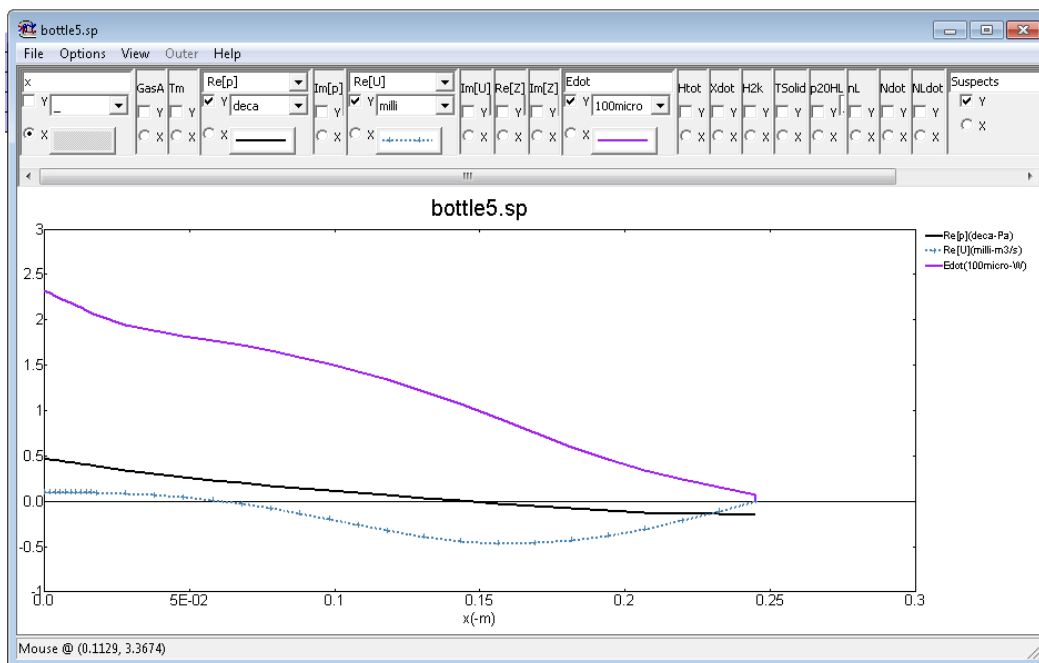 bottle5.sp
File Options View Outer Help
x
Y _
X
GasA
Y
X
Tm
Y
X
Re[p]
Y deca
X
Im[p]
Y
X
Re[U]
Y milli
X
Im[U]
Y
X
Re[Z]
Y
X
Im[Z]
Y
X
Edot
Y 100micro
X
Htot
Y
X
Xdot
Y
X
H2k
Y
X
TSolid
Y
X
p20HL
Y
X
nL
Y
X
Ndot
Y
X
NLdot
Y
X
Suspects
Y
X
bottle5.sp
3
2.5
2
1.5
1
0.5
0.0
-0.5
-1
0.0 5E-02 0.1 0.15 0.2 0.25 0.3
x(-m)
Re[p](deca-Pa)
Re[U](milli-m3/s)
Edot(100micro-W)
Mouse @ (0.1129, 3.3674)